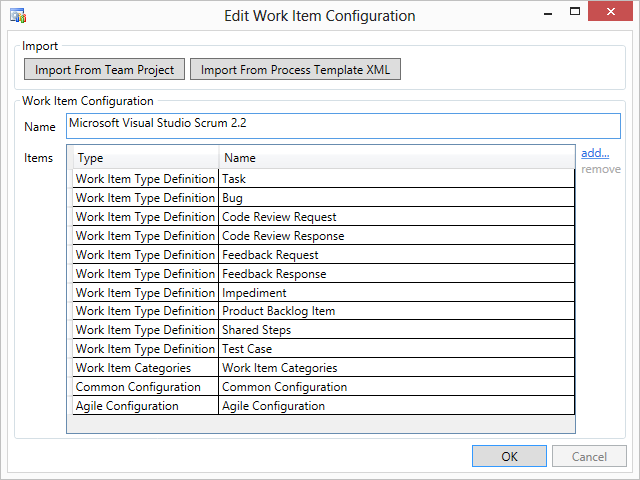 Edit Work Item Configuration
Import
Import From Team Project Import From Process Template XML
Work Item Configuration
Name Microsoft Visual Studio Scrum 2.2
Items Type Name add...
remove
Work Item Type Definition Task
Work Item Type Definition Bug
Work Item Type Definition Code Review Request
Work Item Type Definition Code Review Response
Work Item Type Definition Feedback Request
Work Item Type Definition Feedback Response
Work Item Type Definition Impediment
Work Item Type Definition Product Backlog Item
Work Item Type Definition Shared Steps
Work Item Type Definition Test Case
Work Item Categories Work Item Categories
Common Configuration Common Configuration
Agile Configuration Agile Configuration
OK Cancel